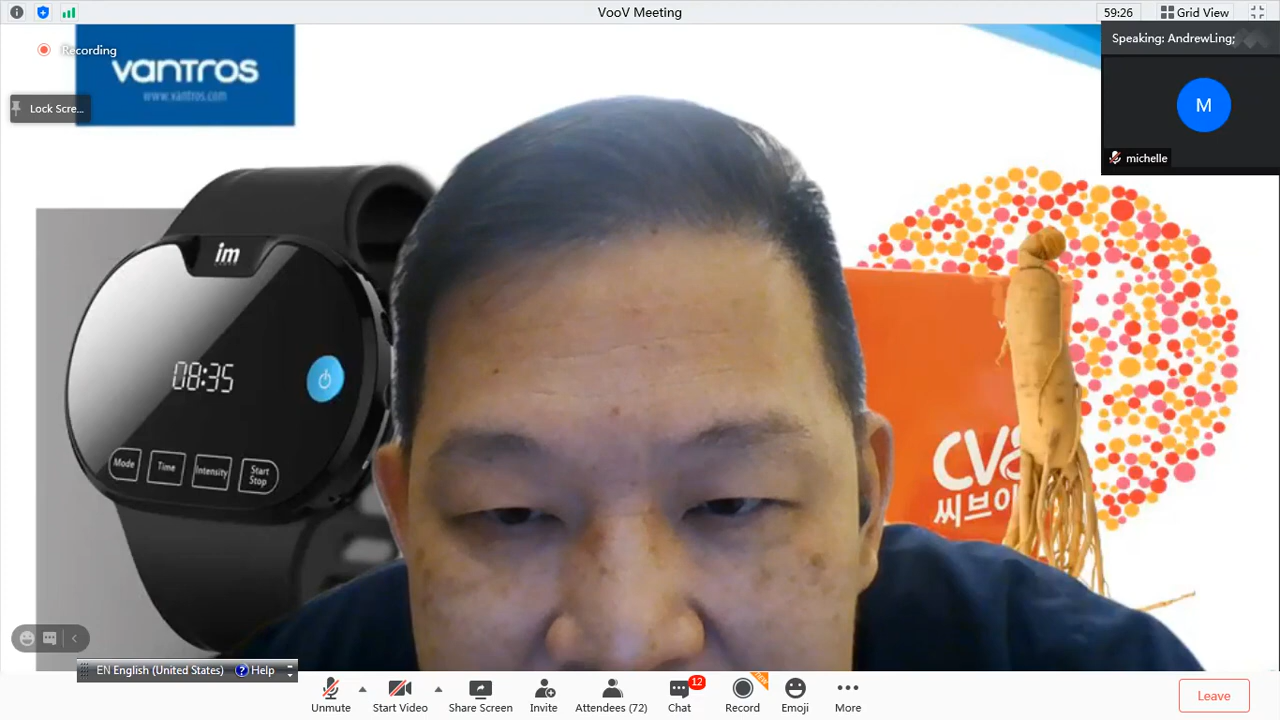 VooV Meeting
59:26
Grid View
Recording
Speaking: AndrewLing;
vantros
www.vantros.com
Lock Scre...
M
michelle
im
08:35
Mode
Time
Intensity
Start
Stop
씨브이
EN English (United States)
Help
12
Unmute
Start Video
Share Screen
Invite
Attendees (72)
Chat
Record
Emoji
More
Leave